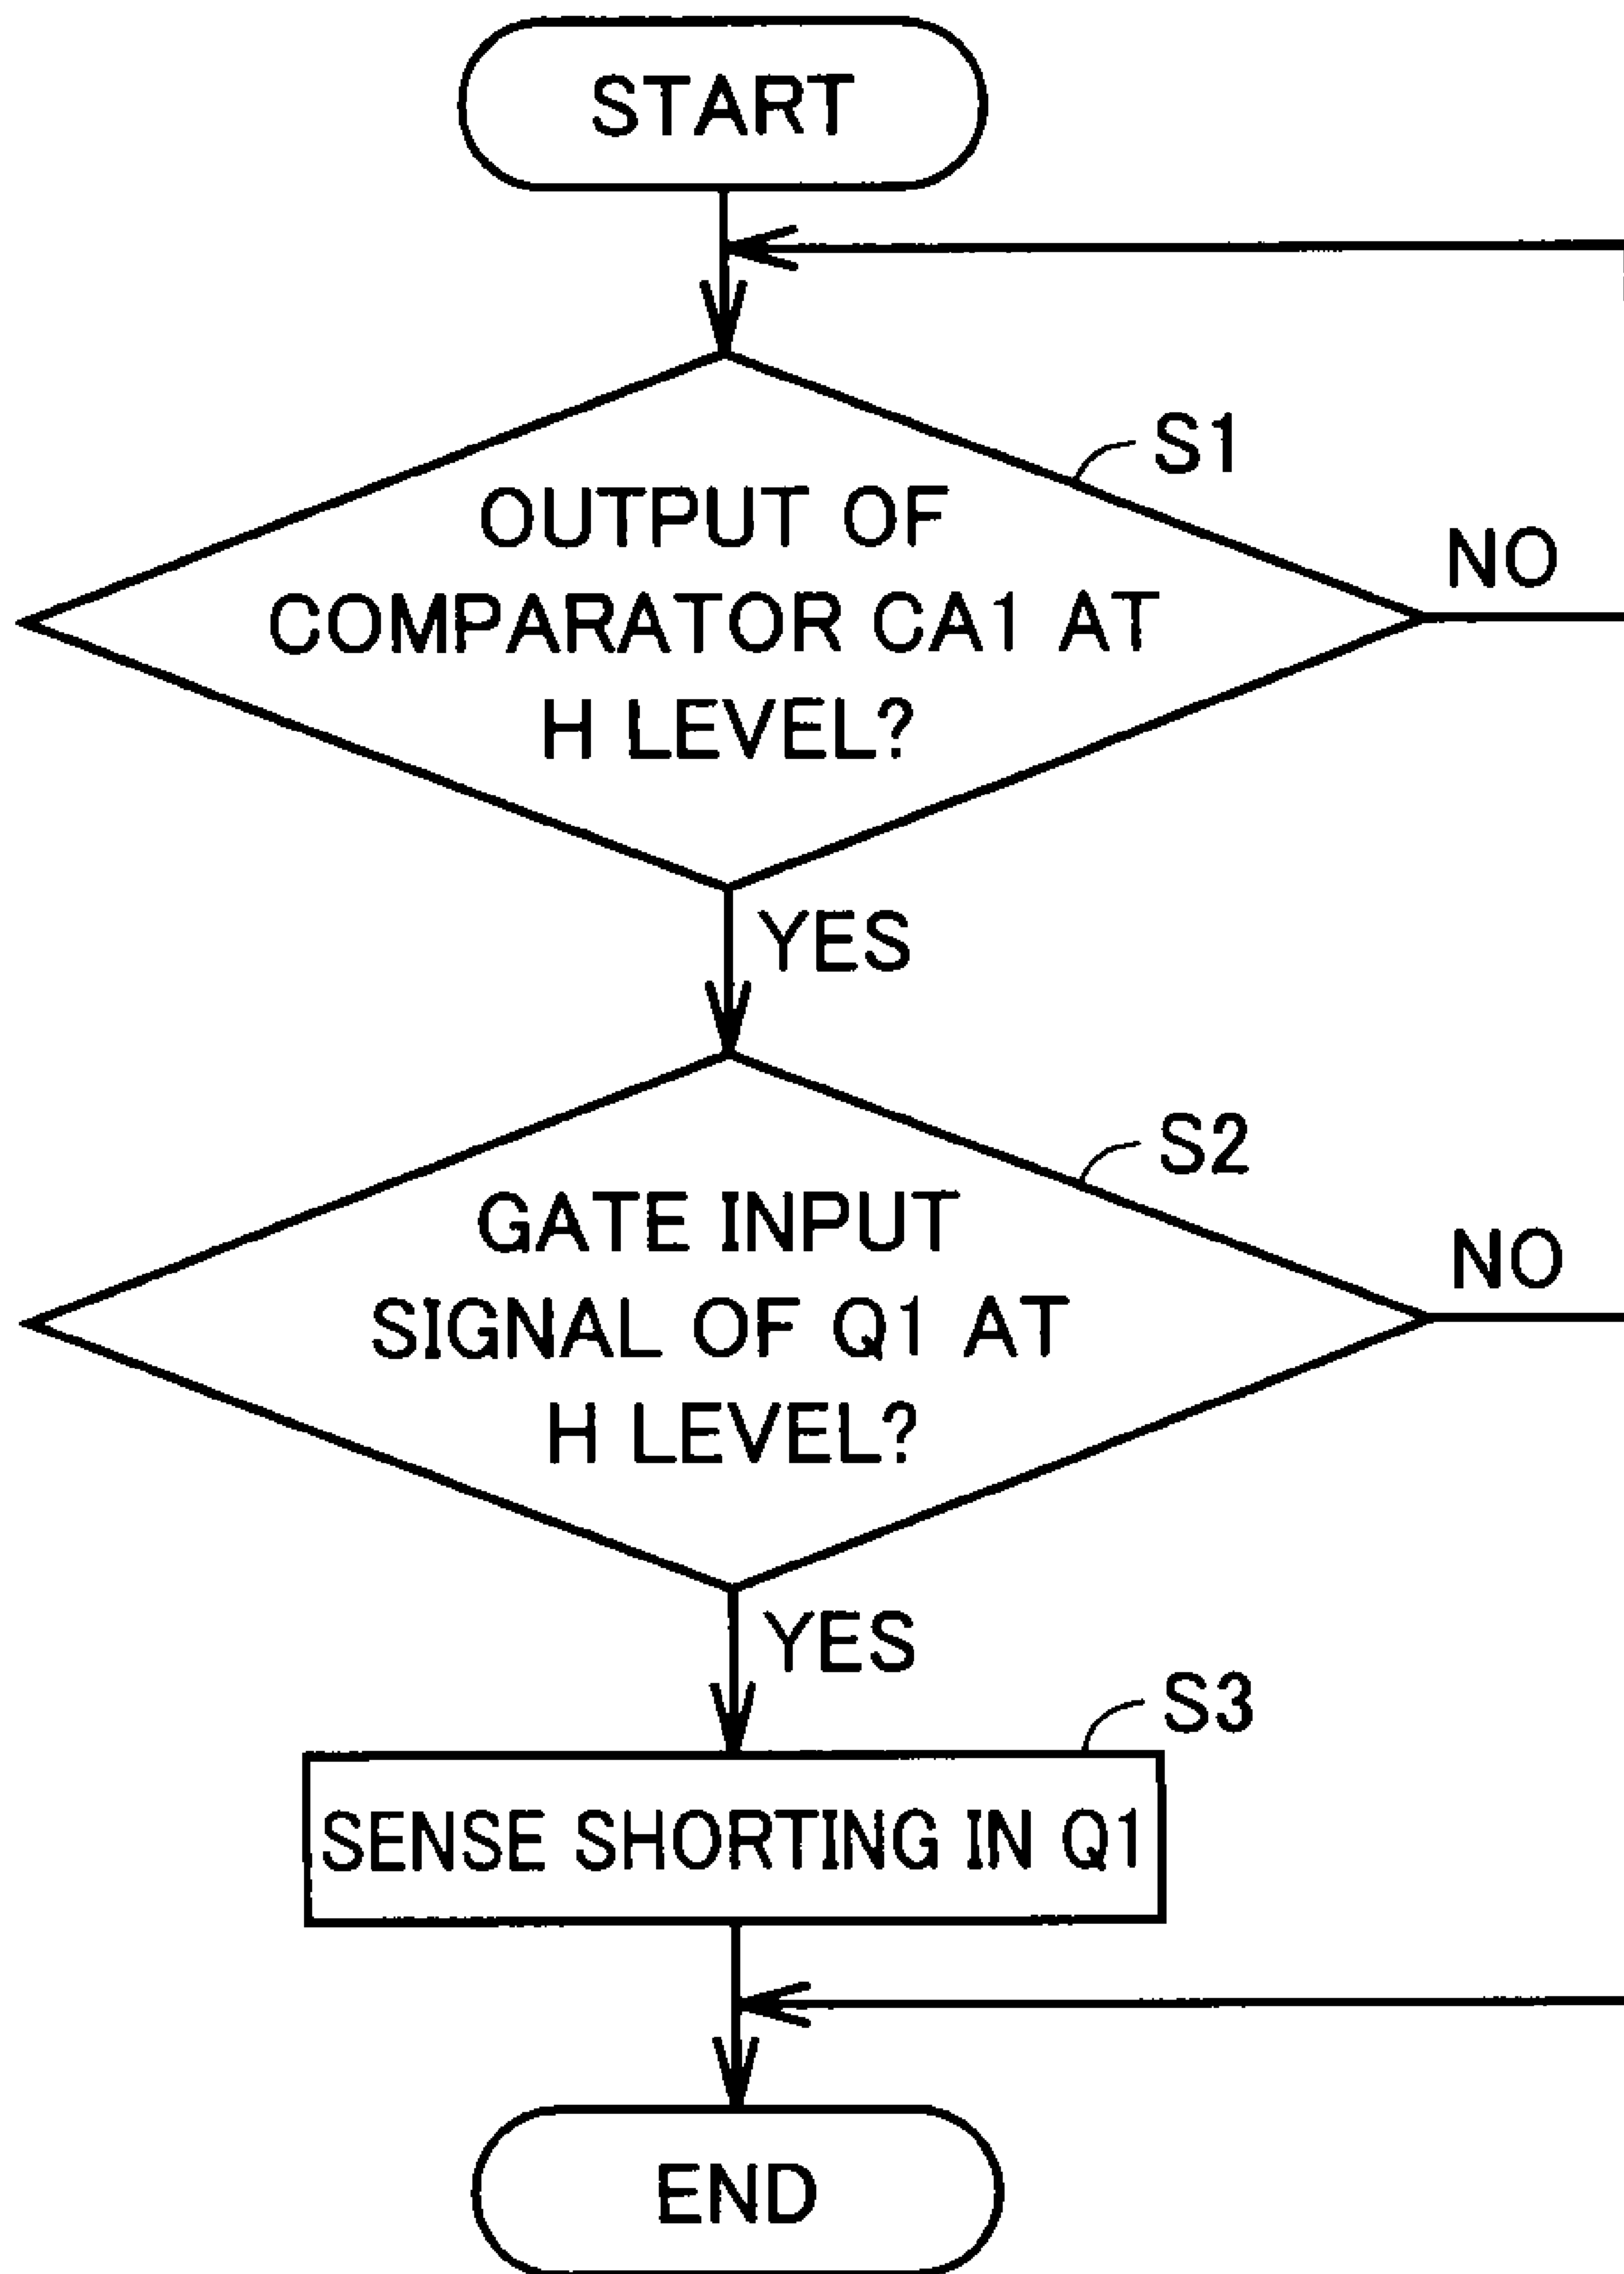 START
S1
OUTPUT OF
COMPARATOR CA1 AT
H LEVEL?
NO
YES
S2
GATE INPUT
SIGNAL OF Q1 AT
H LEVEL?
NO
YES
S3
SENSE SHORTING IN Q1
END